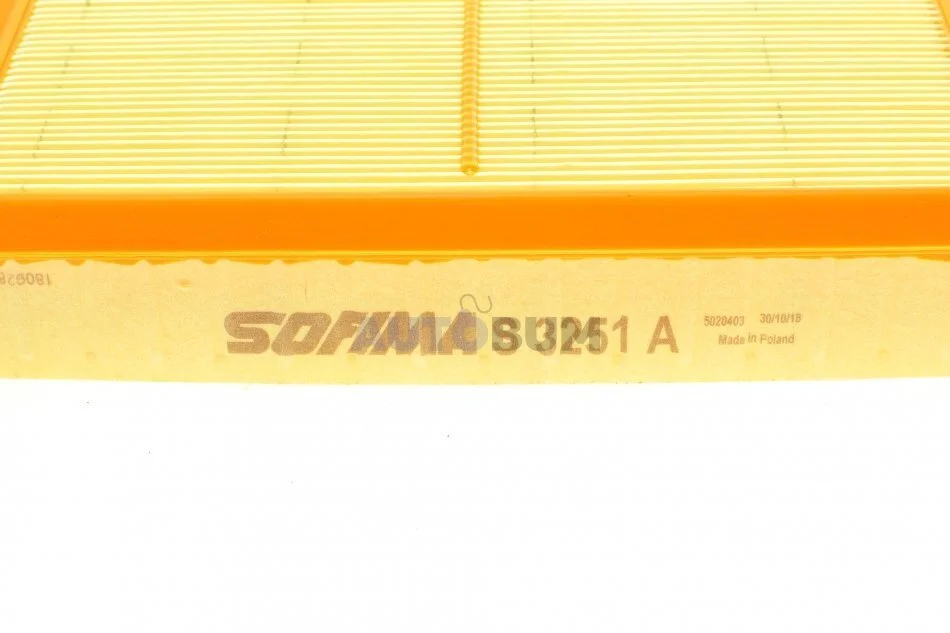 SOFIMA S 3251 A
5020403 30/10/18
Made in Poland